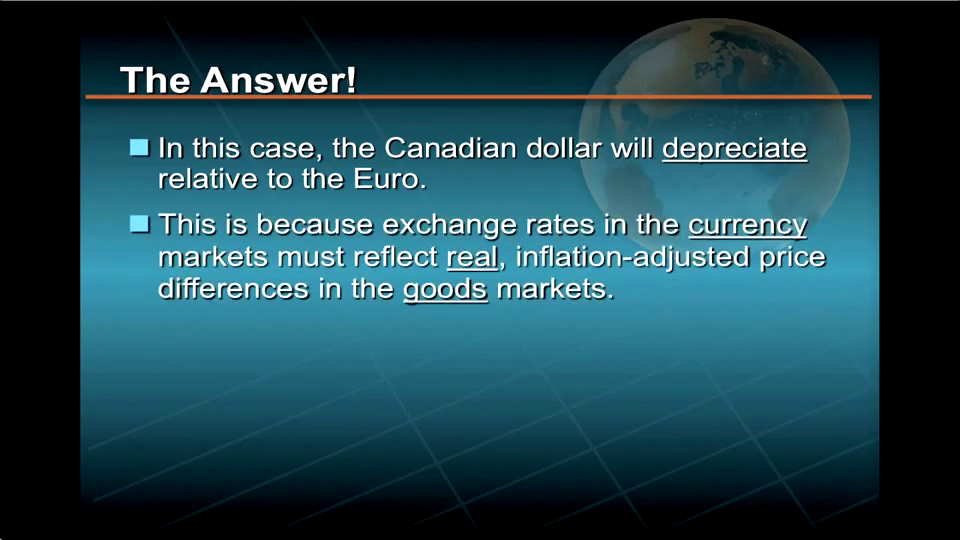 The Answer!
In this case, the Canadian dollar will depreciate
relative to the Euro.
This is because exchange rates in the currency
markets must reflect real, inflation-adjusted price
differences in the goods markets.